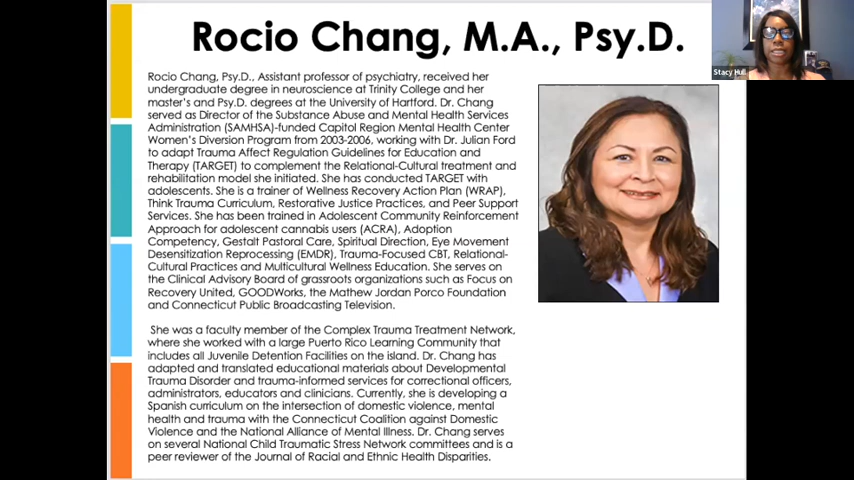 Rocio Chang, M.A., Psy.D.
Rocio Chang, Psy.D., Assistant professor of psychiatry, received her
undergraduate degree in neuroscience at Trinity College and her
master's and Psy.D. degrees at the University of Hartford. Dr. Chang
served as Director of the Substance Abuse and Mental Health Services
Administration (SAMHSA)-funded Capitol Region Mental Health Center
Women's Diversion Program from 2003-2006, working with Dr. Julian Ford
to adapt Trauma Affect Regulation Guidelines for Education and
Therapy (TARGET) to complement the Relational-Cultural treatment and
rehabilitation model she initiated. She has conducted TARGET with
adolescents. She is a trainer of Wellness Recovery Action Plan (WRAP),
Think Trauma Curriculum, Restorative Justice Practices, and Peer Support
Services. She has been trained in Adolescent Community Reinforcement
Approach for adolescent cannabis users (ACRA), Adoption
Competency, Gestalt Pastoral Care, Spiritual Direction, Eye Movement
Desensitization Reprocessing (EMDR), Trauma-Focused CBT, Relational-
Cultural Practices and Multicultural Wellness Education. She serves on
the Clinical Advisory Board of grassroots organizations such as Focus on
Recovery United, GOODWorks, the Mathew Jordan Porco Foundation
and Connecticut Public Broadcasting Television.
She was a faculty member of the Complex Trauma Treatment Network,
where she worked with a large Puerto Rico Learning Community that
includes all Juvenile Detention Facilities on the island. Dr. Chang has
adapted and translated educational materials about Developmental
Trauma Disorder and trauma-informed services for correctional officers,
administrators, educators and clinicians. Currently, she is developing a
Spanish curriculum on the intersection of domestic violence, mental
health and trauma with the Connecticut Coalition against Domestic
Violence and the National Alliance of Mental Illness. Dr. Chang serves
on several National Child Traumatic Stress Network committees and is a
peer reviewer of the Journal of Racial and Ethnic Health Disparities.
Stacy